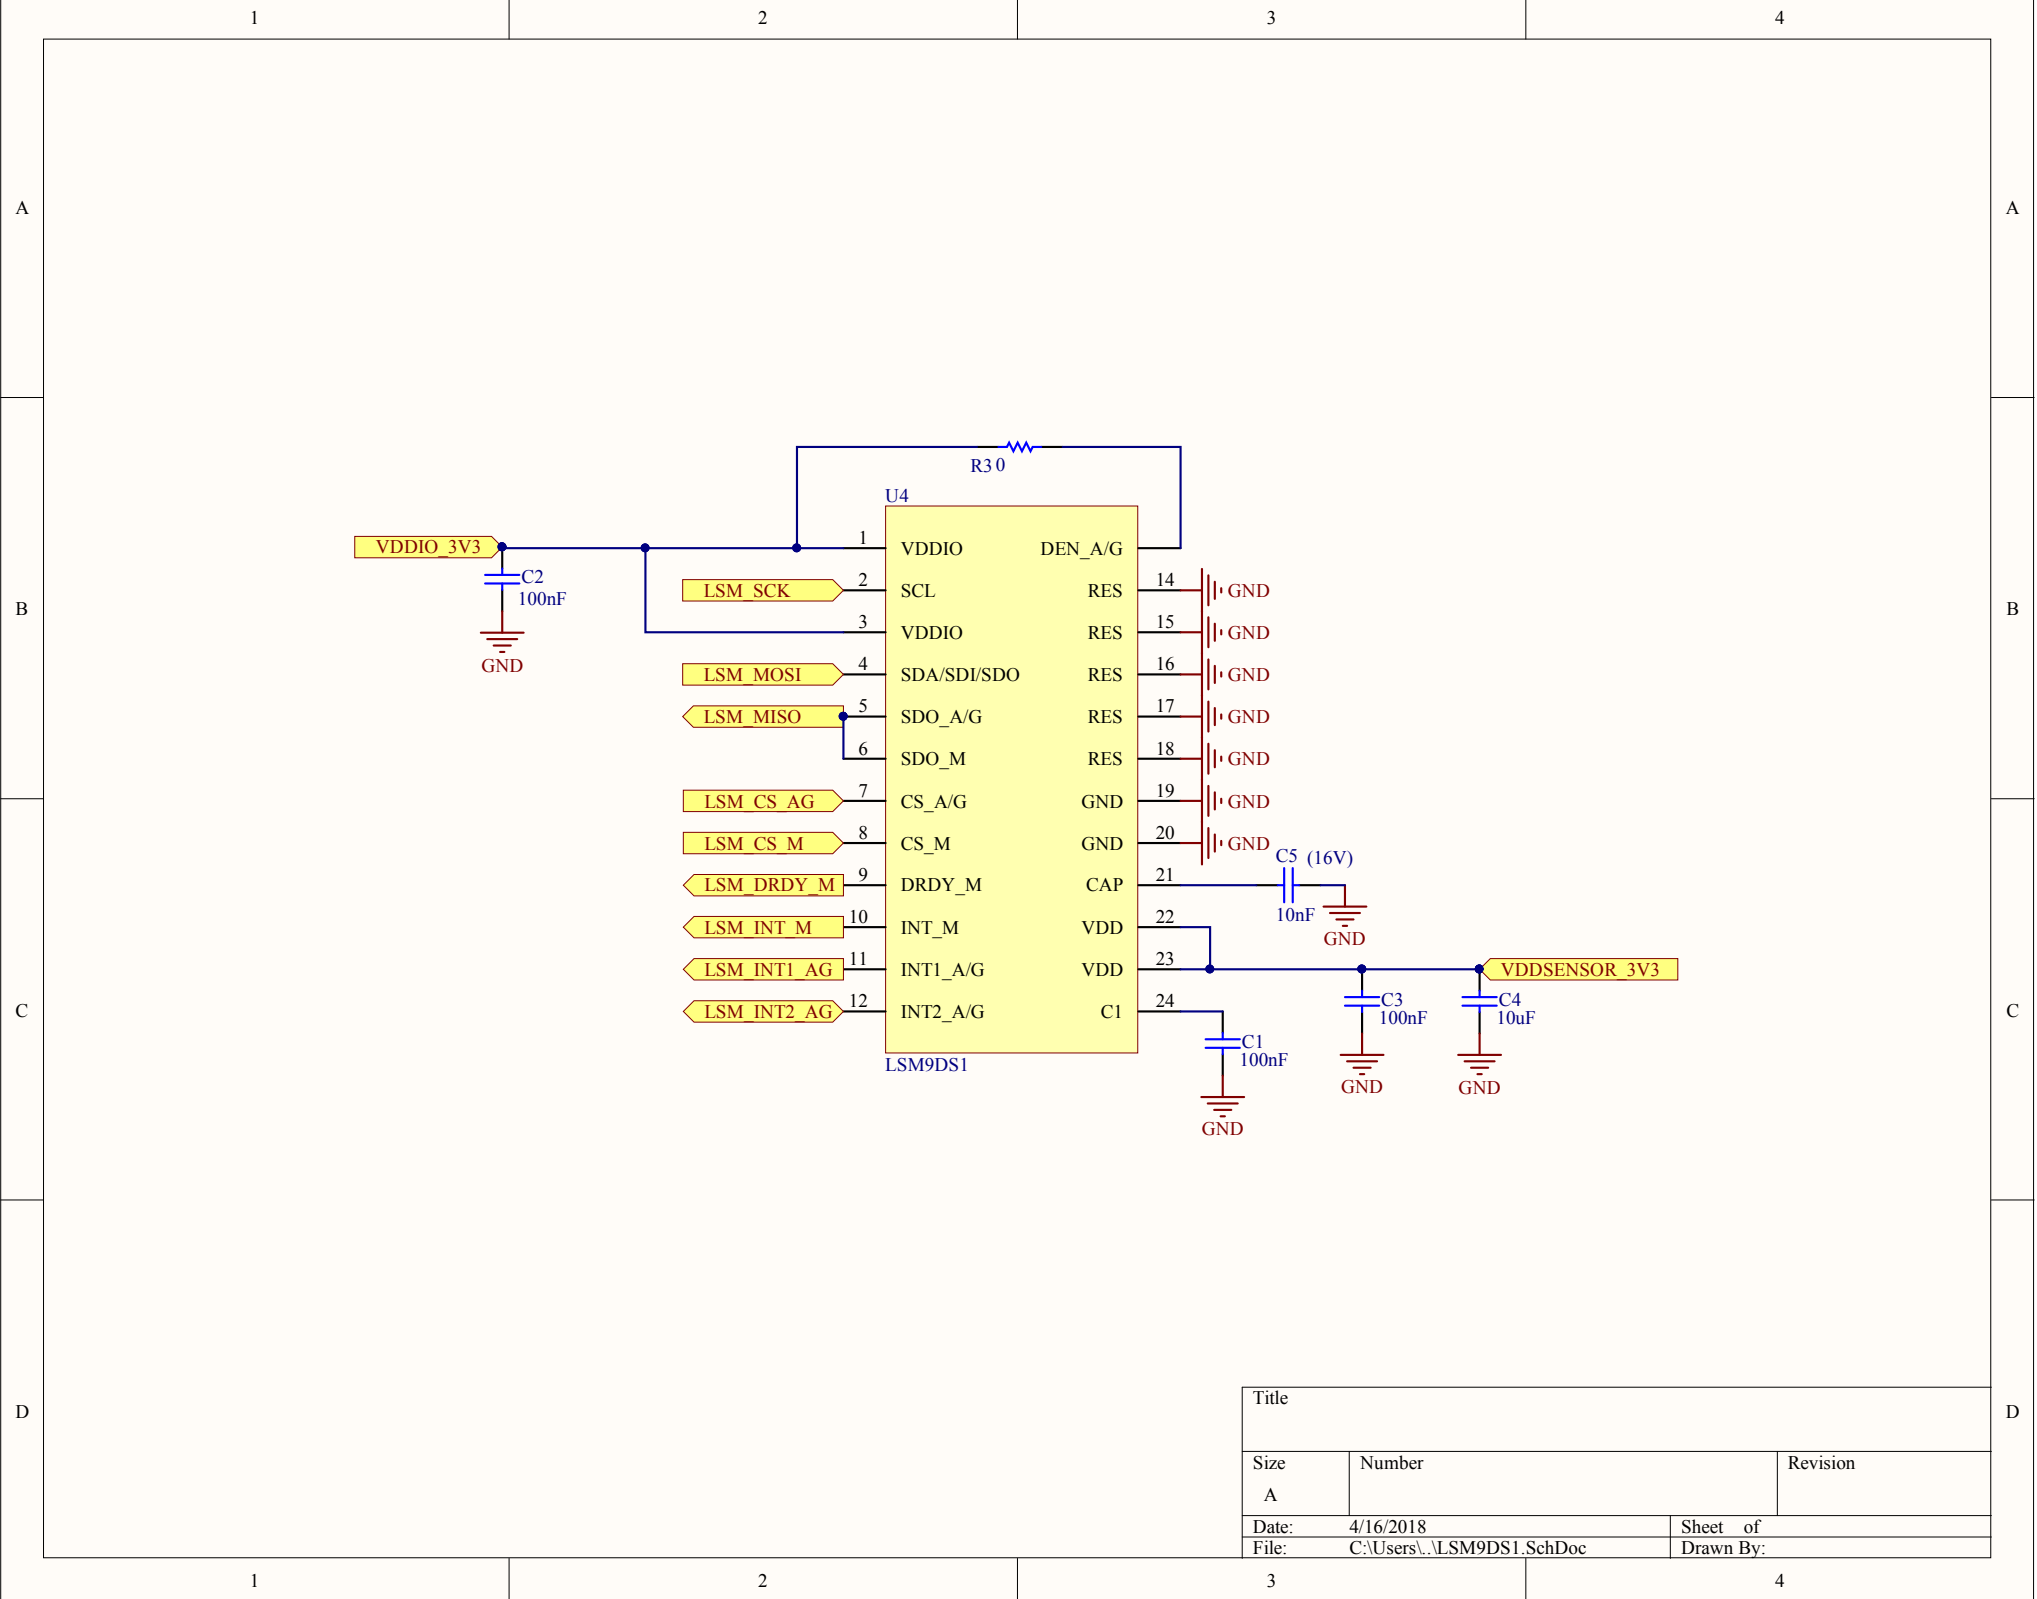 1 2 3 4
A A
R3 0
U4
VDDIO_3V3 1 VDDIO DEN_A/G
C2
100nF
GND
LSM_SCK 2 SCL RES 14 GND
3 VDDIO RES 15 GND
LSM_MOSI 4 SDA/SDI/SDO RES 16 GND
LSM_MISO 5 SDO_A/G RES 17 GND
6 SDO_M RES 18 GND
B B
LSM_CS_AG 7 CS_A/G GND 19 GND
LSM_CS_M 8 CS_M GND 20 GND
C5 (16V)
LSM_DRDY_M 9 DRDY_M CAP 21
10nF
GND
LSM_INT_M 10 INT_M VDD 22
LSM_INT1_AG 11 INT1_A/G VDD 23 VDDSENSOR_3V3
LSM_INT2_AG 12 INT2_A/G C1 24
C3
100nF
GND
C4
10uF
GND
C1
100nF
GND
LSM9DS1
C C
D D
Title
Size Number Revision
A
Date: 4/16/2018 Sheet of
File: C:\Users\..\LSM9DS1.SchDoc Drawn By:
1 2 3 4